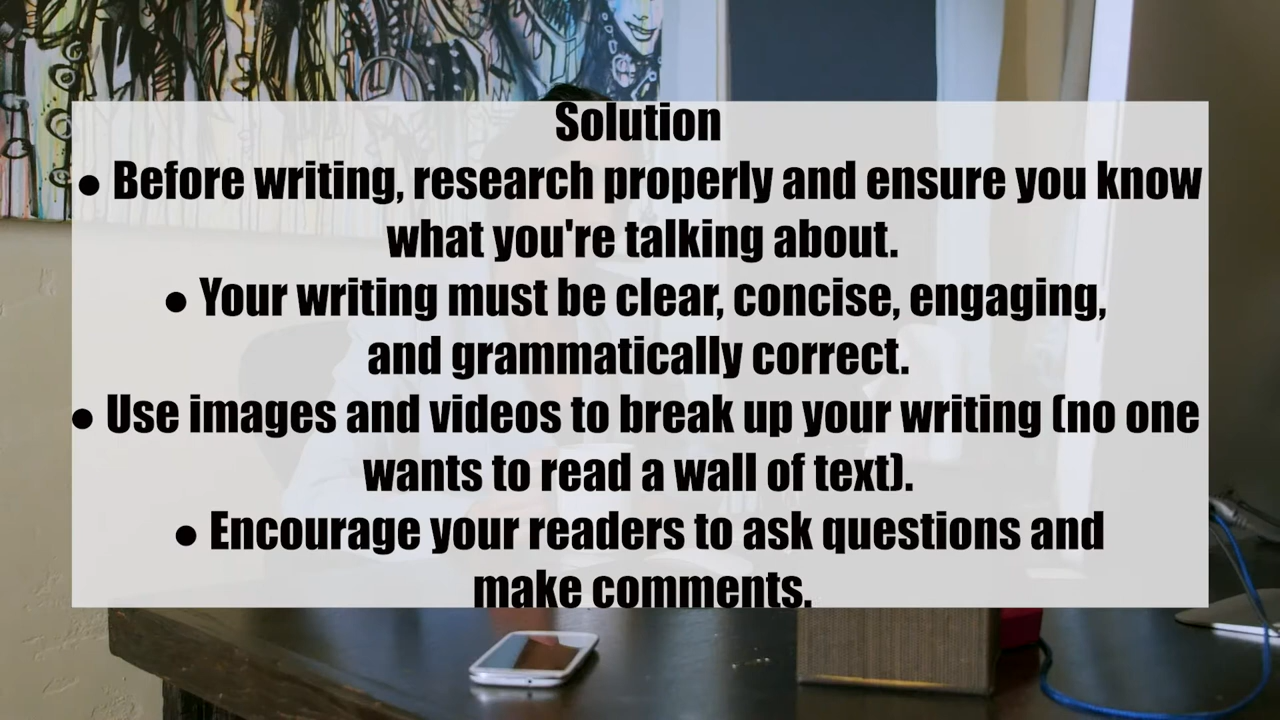 Solution
● Before writing, research properly and ensure you know
what you're talking about.
● Your writing must be clear, concise, engaging,
and grammatically correct.
● Use images and videos to break up your writing (no one
wants to read a wall of text).
● Encourage your readers to ask questions and
make comments.